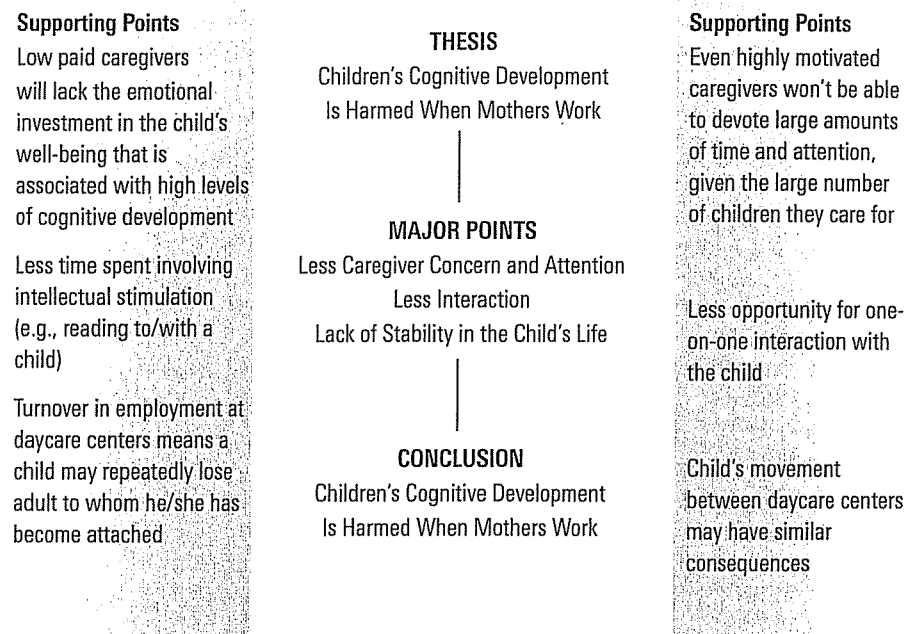 Supporting Points
Low paid caregivers
will lack the emotional
investment in the child's
well-being that is
associated with high levels
of cognitive development
Less time spent involving
intellectual stimulation
(e.g., reading to/with a
child)
Turnover in employment at
daycare centers means a
child may repeatedly lose
adult to whom he/she has
become attached
THESIS
Children's Cognitive Development
Is Harmed When Mothers Work
MAJOR POINTS
Less Caregiver Concern and Attention
Less Interaction
Lack of Stability in the Child's Life
CONCLUSION
Children's Cognitive Development
Is Harmed When Mothers Work
Supporting Points
Even highly motivated
caregivers won't be able
to devote large amounts
of time and attention,
given the large number
of children they care for
Less opportunity for one-
on-one interaction with
the child
Child's movement
between daycare centers
may have similar
consequences